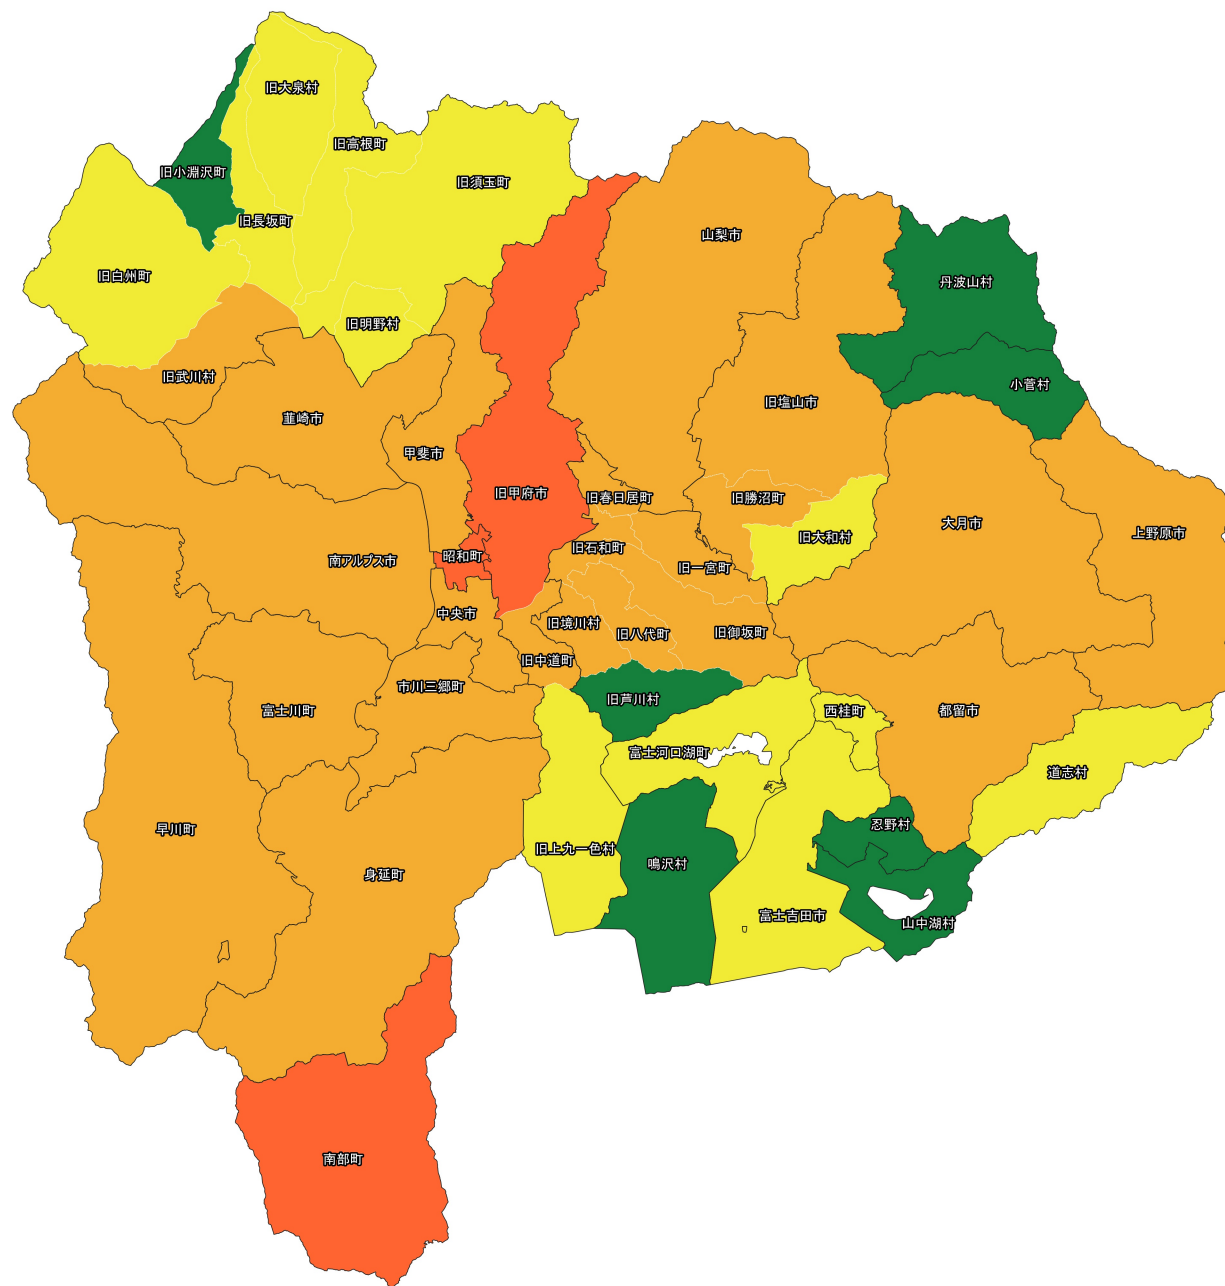 旧大泉村
旧高根町
旧小淵沢町
旧須玉町
旧長坂町
山梨市
旧白州町
丹波山村
旧明野村
旧武川村
小菅村
旧塩山市
韮崎市
甲斐市
旧甲府市
旧春日居町
旧勝沼町
大月市
上野原市
旧大和村
旧石和町
昭和町
南アルプス市
旧一宮町
中央市
旧境川村
旧八代町
旧御坂町
旧中道町
市川三郷町
旧芦川村
富士川町
西桂町
都留市
富士河口湖町
道志村
早川町
忍野村
旧上九一色村
鳴沢村
身延町
富士吉田市
山中湖村
南部町